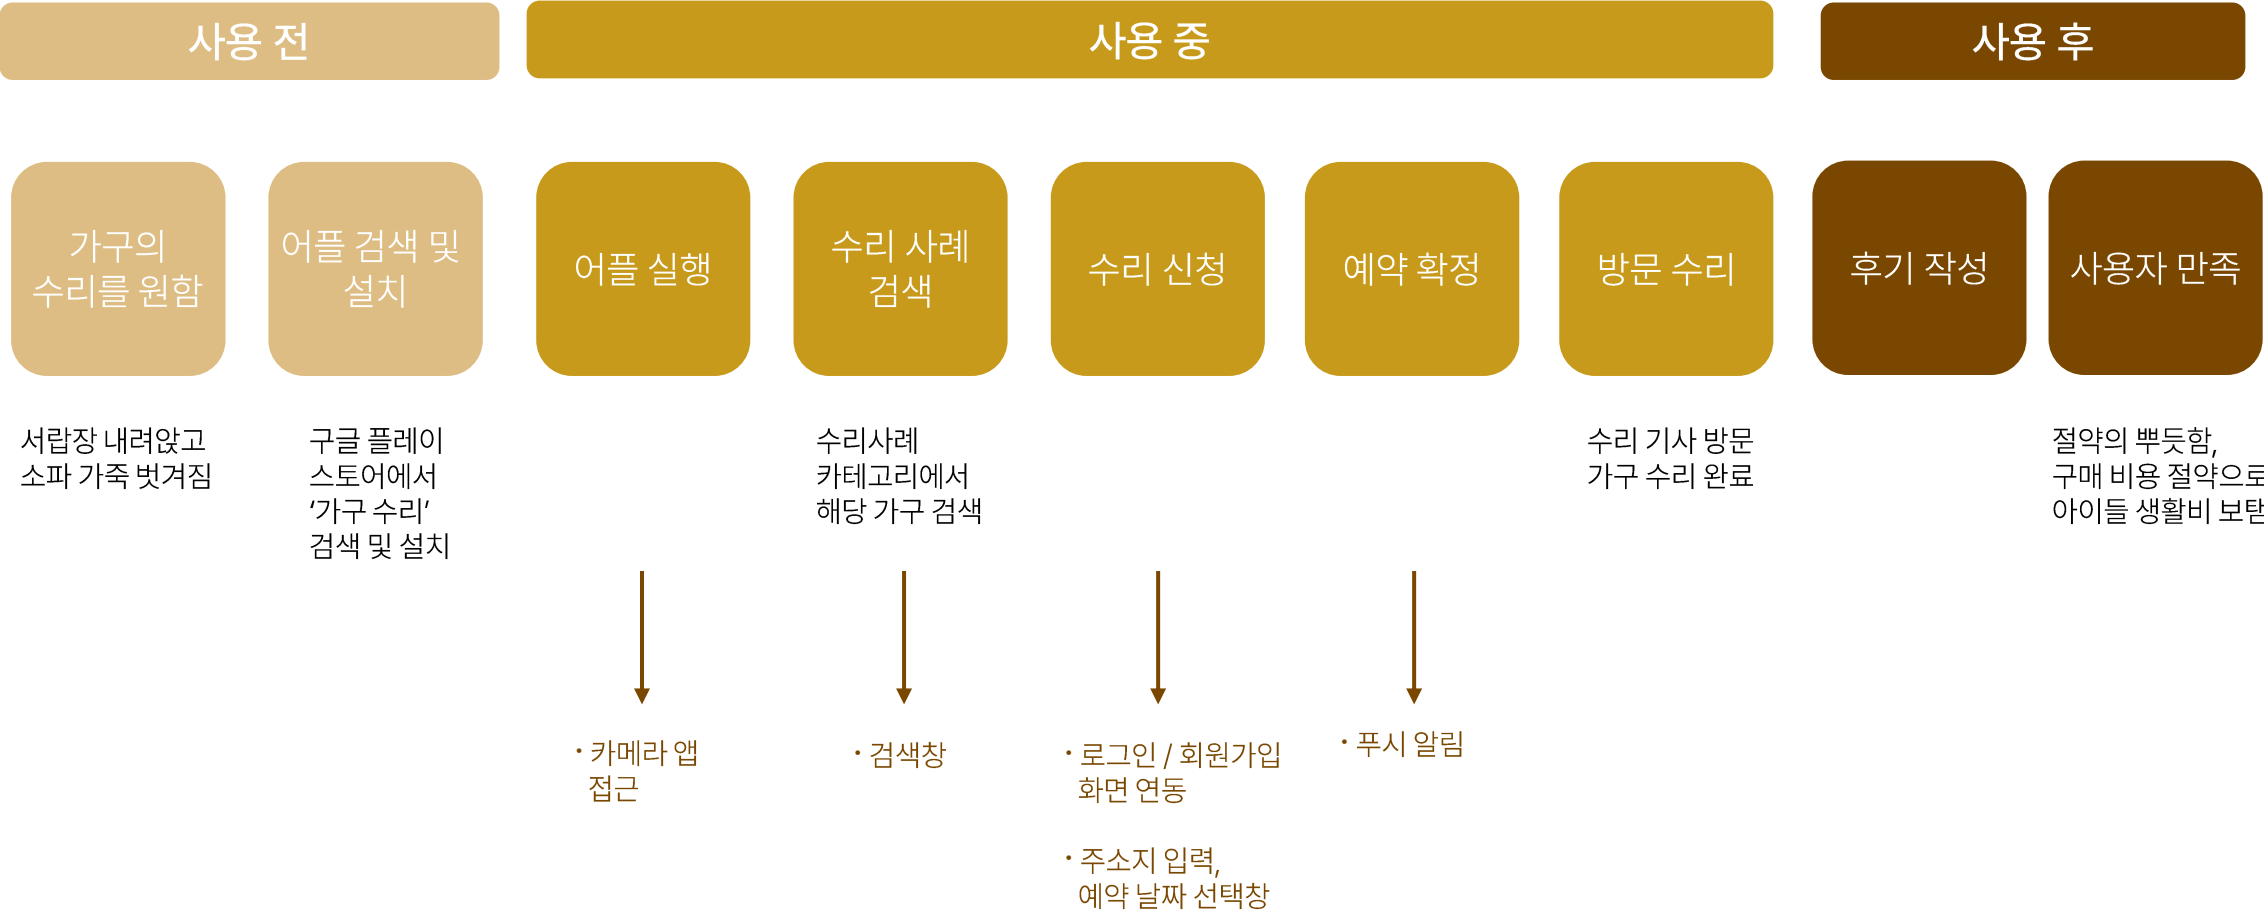 사용 전
사용 중
사용 후
가구의
수리를 원함
어플 검색 및
설치
어플 실행
수리 사례
검색
수리 신청
예약 확정
방문 수리
후기 작성
사용자 만족
서랍장 내려앉고
소파 가죽 벗겨짐
구글 플레이
스토어에서
‘가구 수리’
검색 및 설치
수리사례
카테고리에서
해당 가구 검색
수리 기사 방문
가구 수리 완료
절약의 뿌듯함,
구매 비용 절약으로
아이들 생활비 보탬
· 카메라 앱
접근
· 검색창
· 로그인 / 회원가입
화면 연동
· 주소지 입력,
예약 날짜 선택창
· 푸시 알림